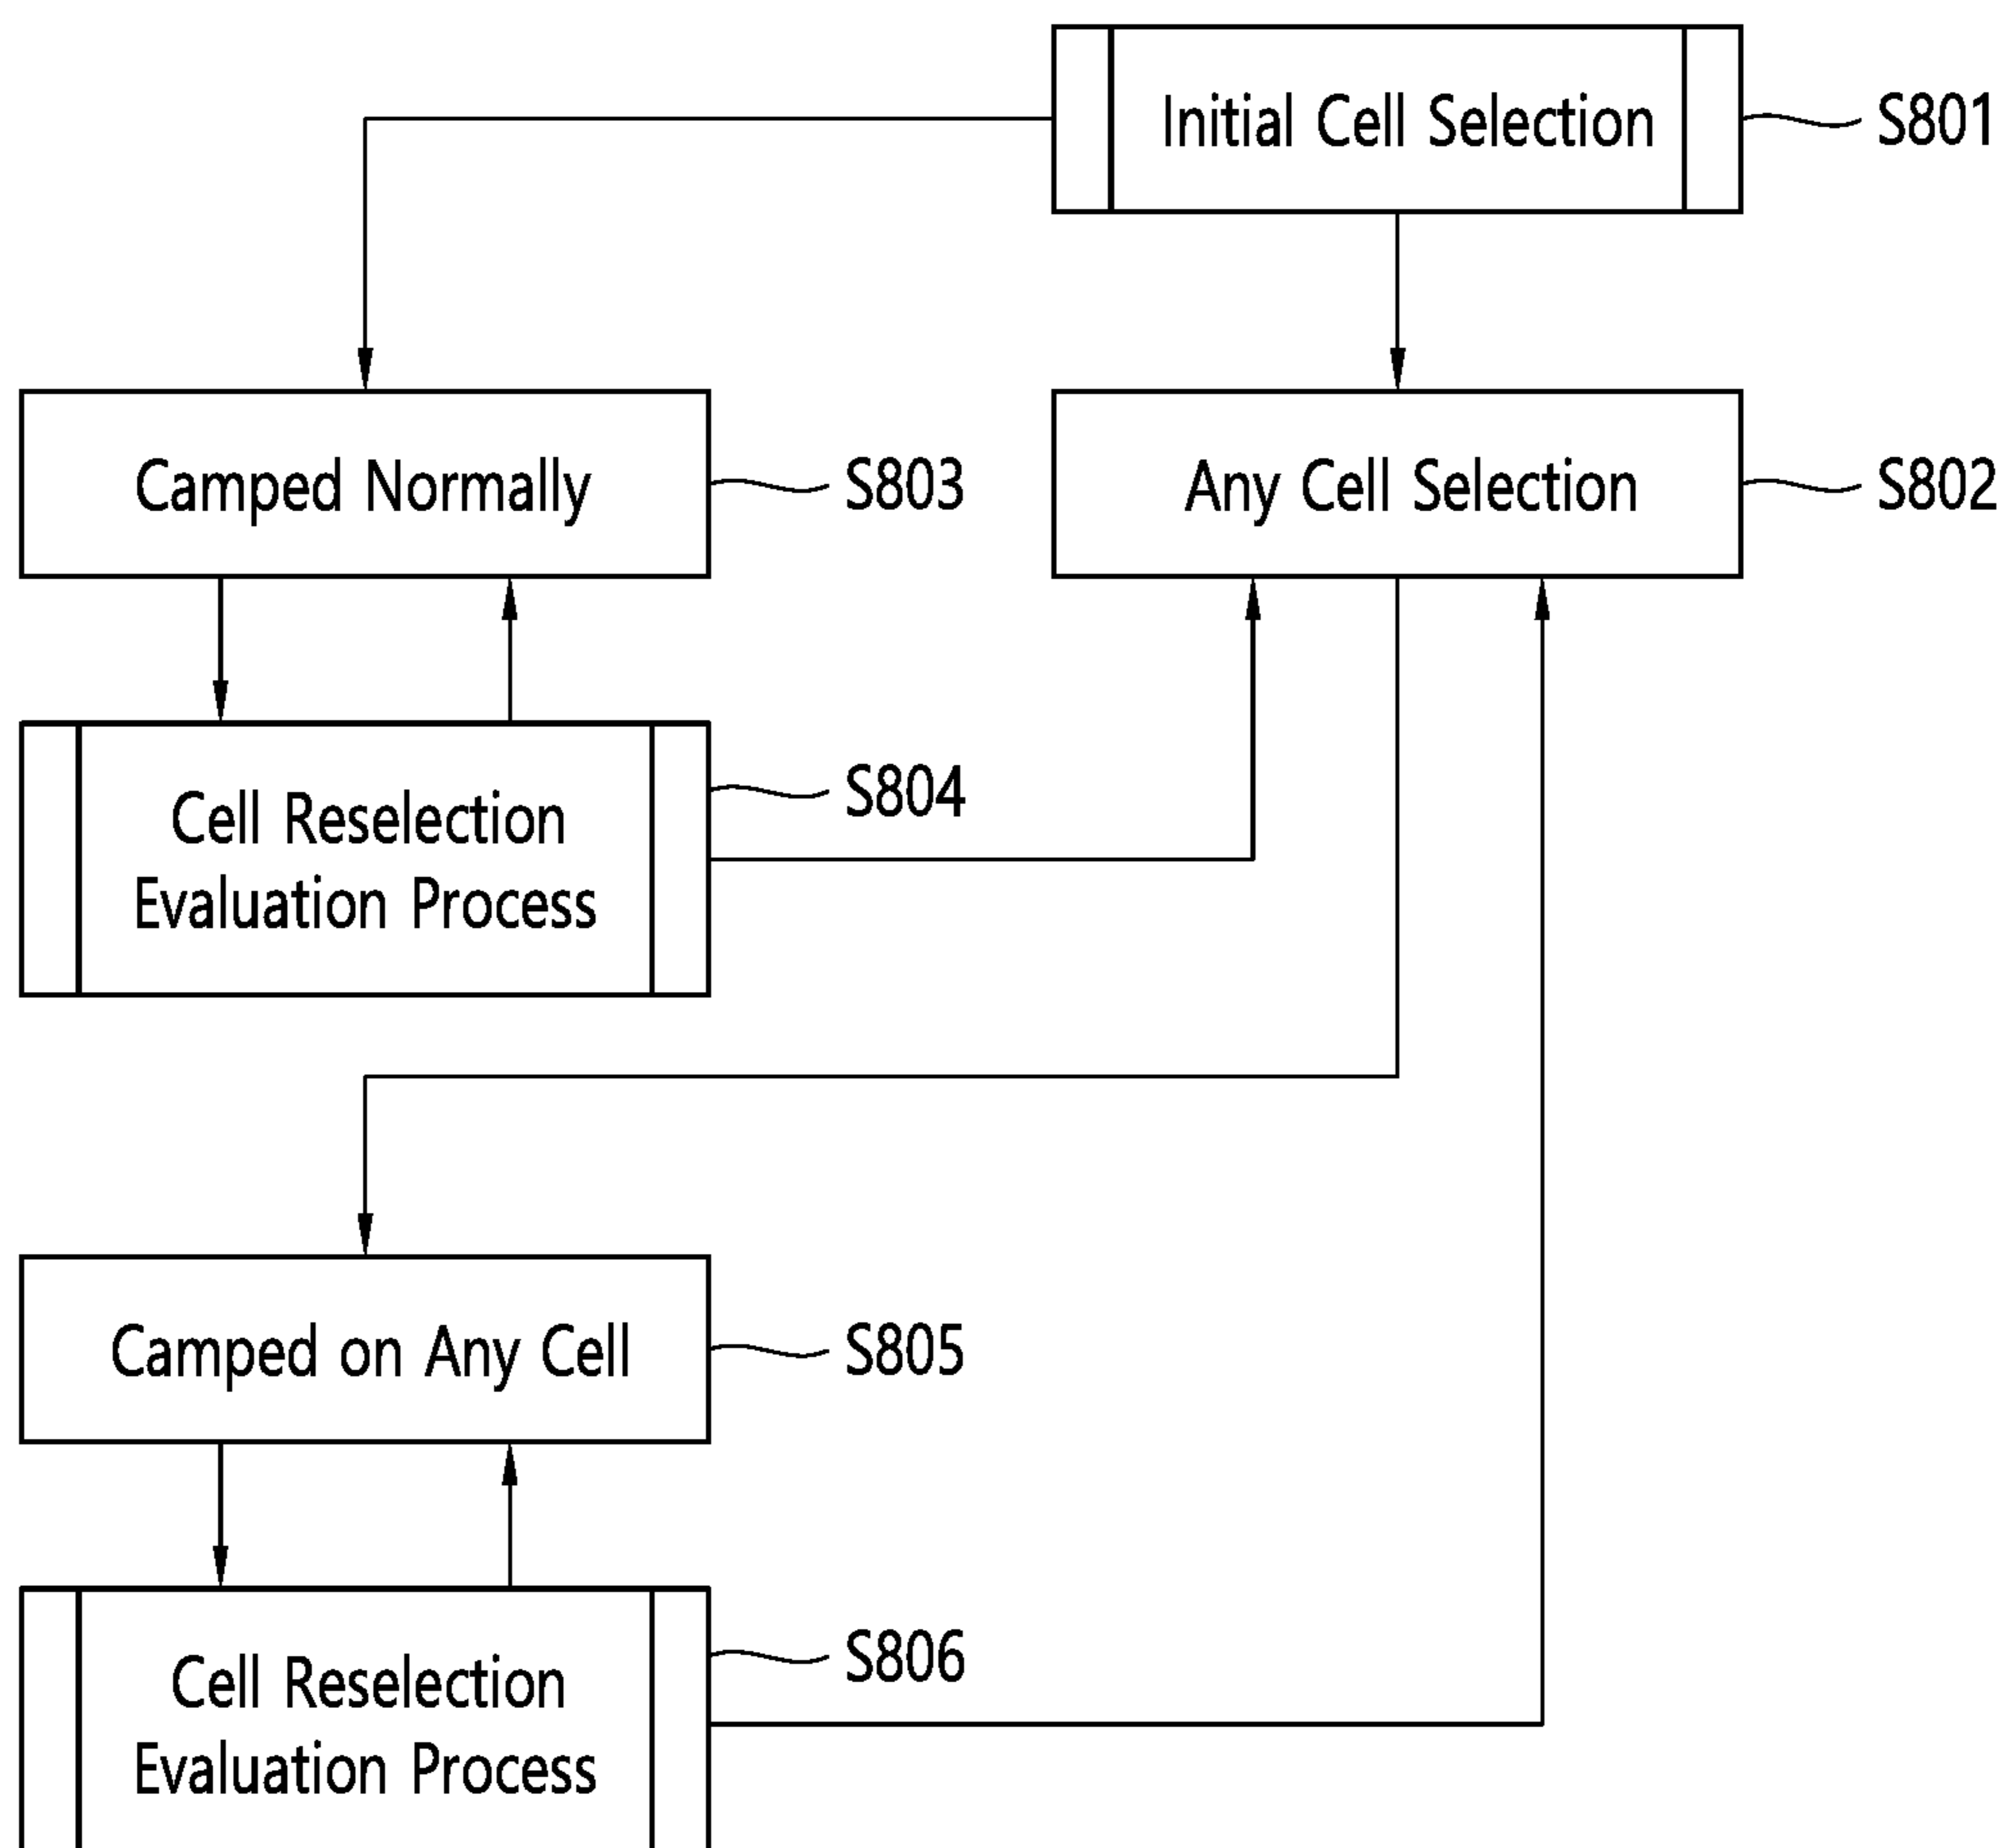 Initial Cell Selection
S801
Camped Normally
S803
Any Cell Selection
S802
Cell Reselection
Evaluation Process
S804
Camped on Any Cell
S805
Cell Reselection
Evaluation Process
S806